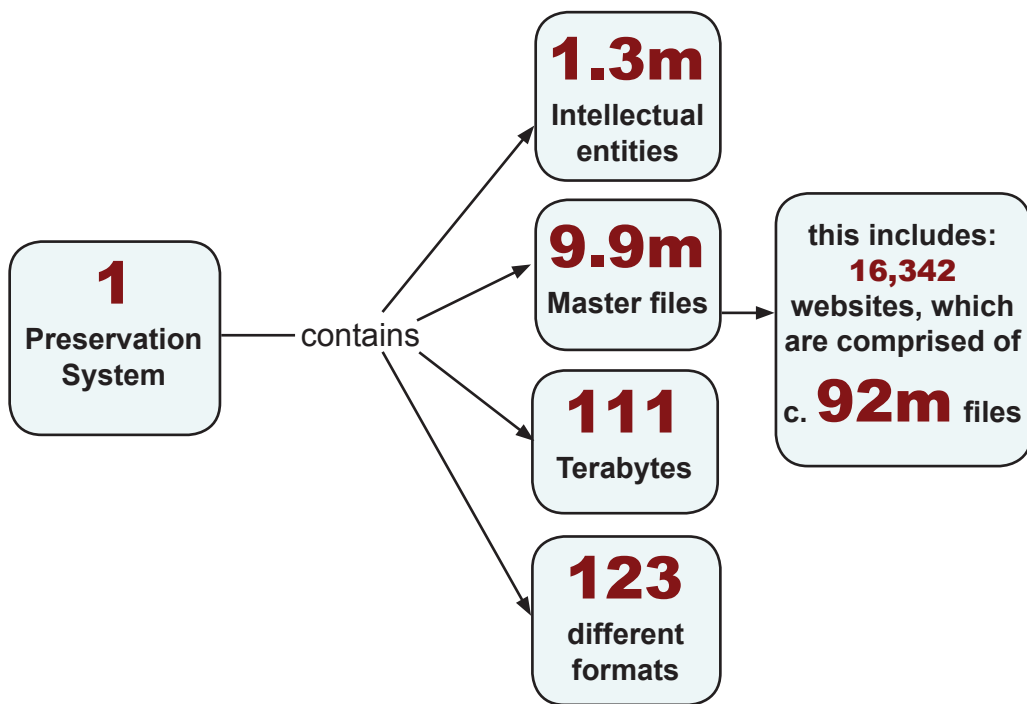 1
Preservation
System
contains
1.3m
Intellectual
entities
9.9m
Master files
111
Terabytes
123
different
formats
this includes:
16,342
websites, which
are comprised of
c. 92m files